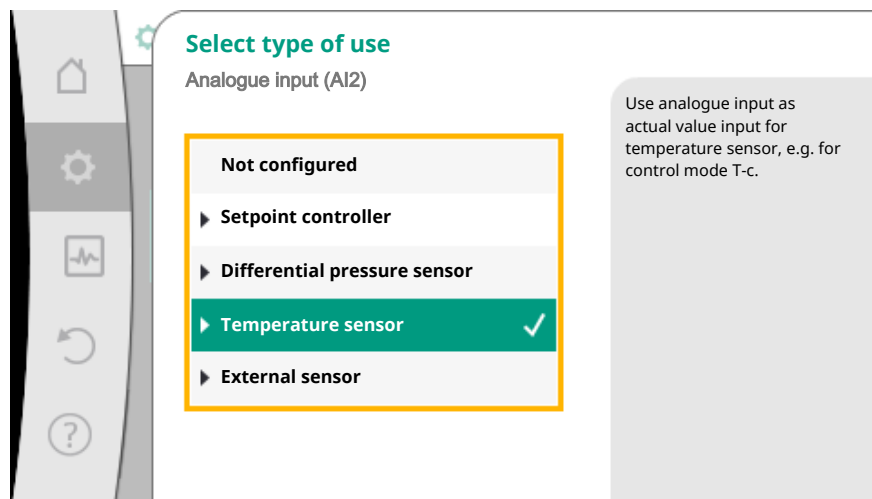 Select type of use
Analogue input (AI2)
Not configured
Setpoint controller
Differential pressure sensor
Temperature sensor
External sensor
Use analogue input as
actual value input for
temperature sensor, e.g. for
control mode T-c.
?